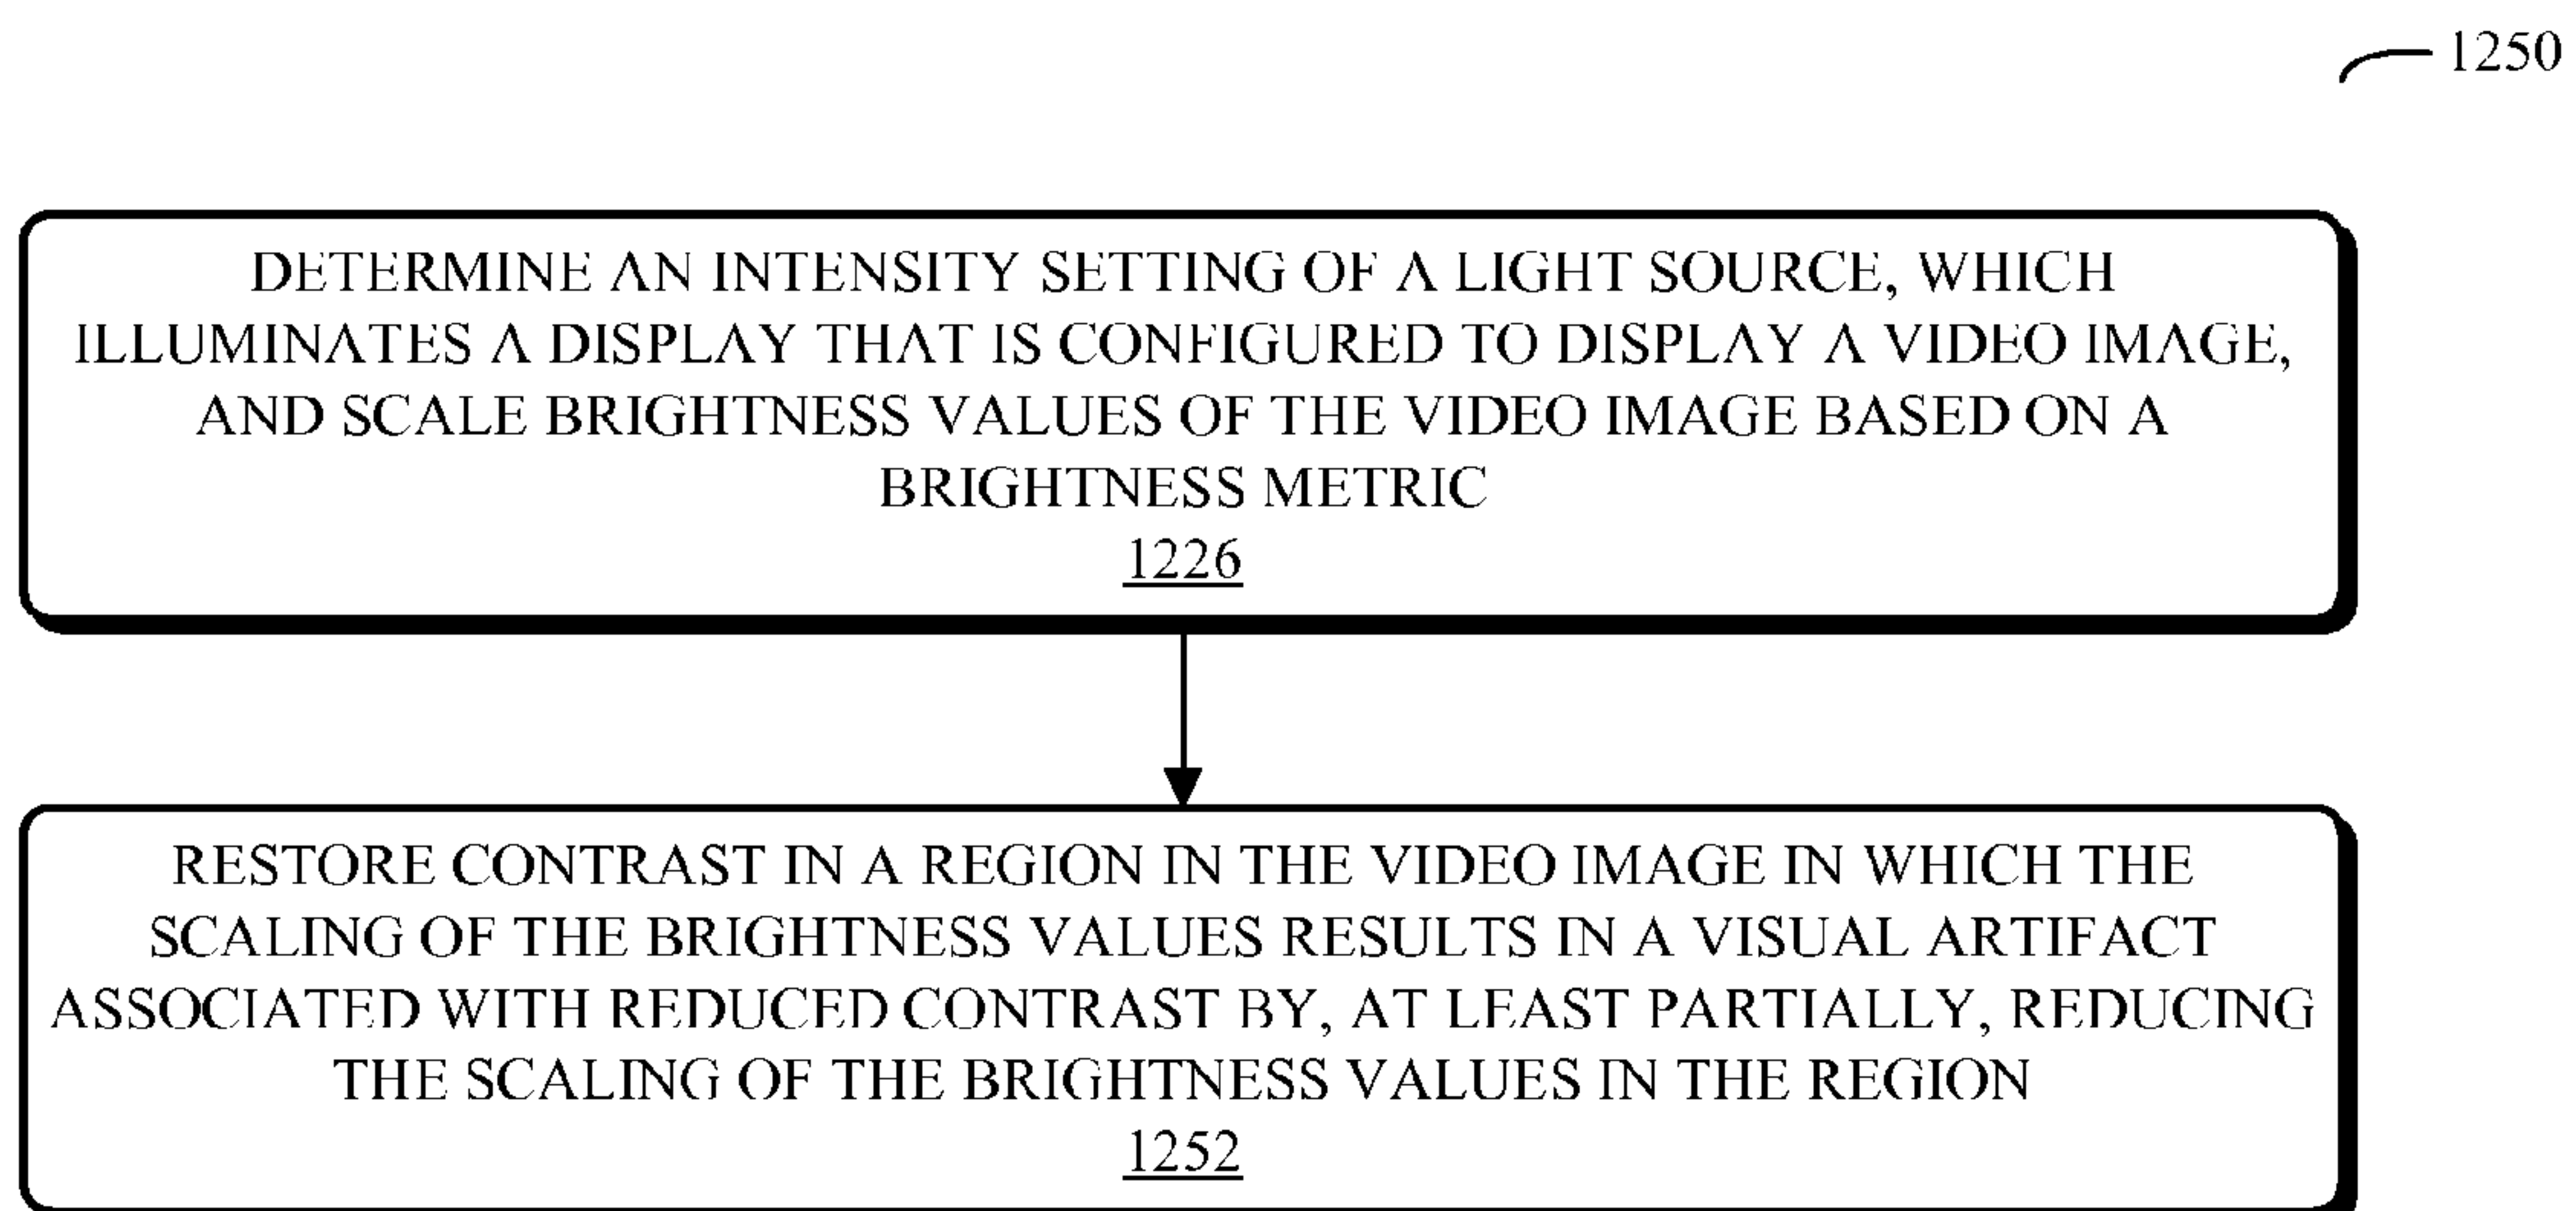 1250
DETERMINE AN INTENSITY SETTING OF A LIGHT SOURCE, WHICH
ILLUMINATES A DISPLAY THAT IS CONFIGURED TO DISPLAY A VIDEO IMAGE,
AND SCALE BRIGHTNESS VALUES OF THE VIDEO IMAGE BASED ON A
BRIGHTNESS METRIC
1226
RESTORE CONTRAST IN A REGION IN THE VIDEO IMAGE IN WHICH THE
SCALING OF THE BRIGHTNESS VALUES RESULTS IN A VISUAL ARTIFACT
ASSOCIATED WITH REDUCED CONTRAST BY, AT LEAST PARTIALLY, REDUCING
THE SCALING OF THE BRIGHTNESS VALUES IN THE REGION
1252